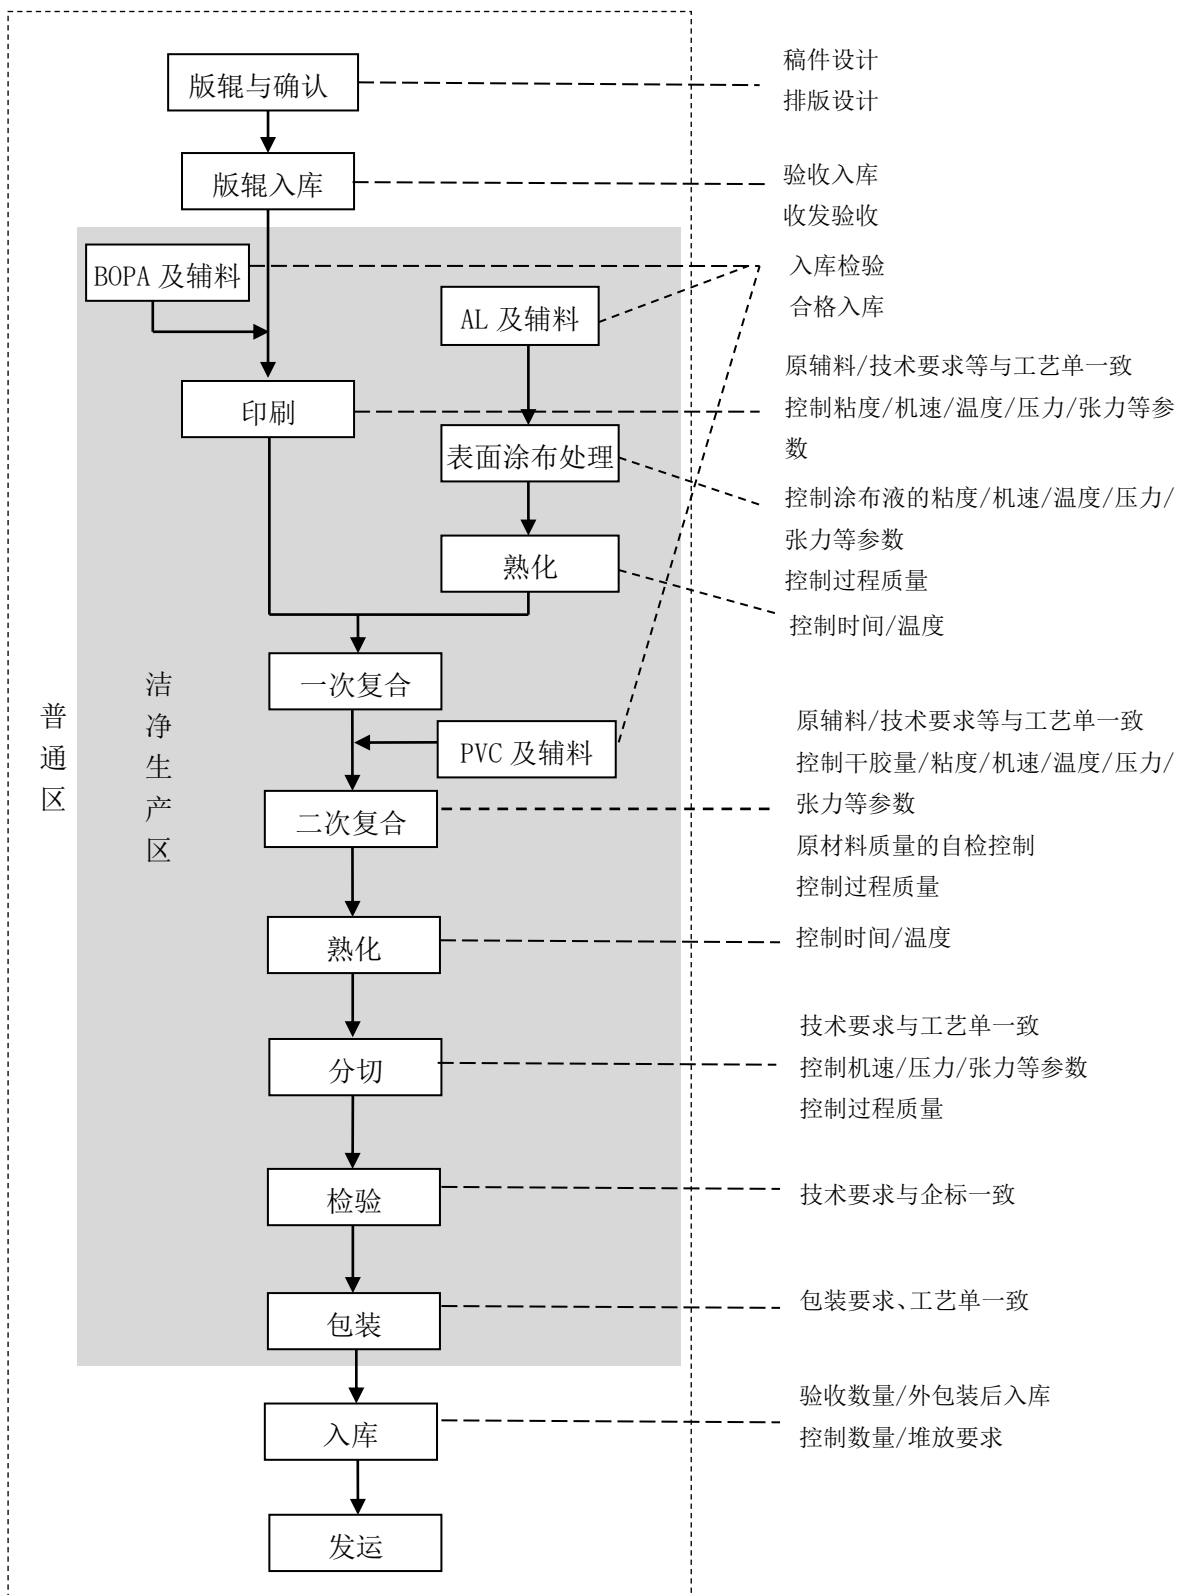 版辊与确认
稿件设计
排版设计
版辊入库
验收入库
收发验收
BOPA 及辅料
入库检验
合格入库
AL 及辅料
印刷
原辅料/技术要求等与工艺单一致
控制粘度/机速/温度/压力/张力等参
数
表面涂布处理
控制涂布液的粘度/机速/温度/压力/
张力等参数
控制过程质量
熟化
控制时间/温度
一次复合
普通区
洁净生产区
PVC 及辅料
二次复合
原辅料/技术要求等与工艺单一致
控制干胶量/粘度/机速/温度/压力/
张力等参数
原材料质量的自检控制
控制过程质量
熟化
控制时间/温度
分切
技术要求与工艺单一致
控制机速/压力/张力等参数
控制过程质量
检验
技术要求与企标一致
包装
包装要求、工艺单一致
入库
验收数量/外包装后入库
控制数量/堆放要求
发运